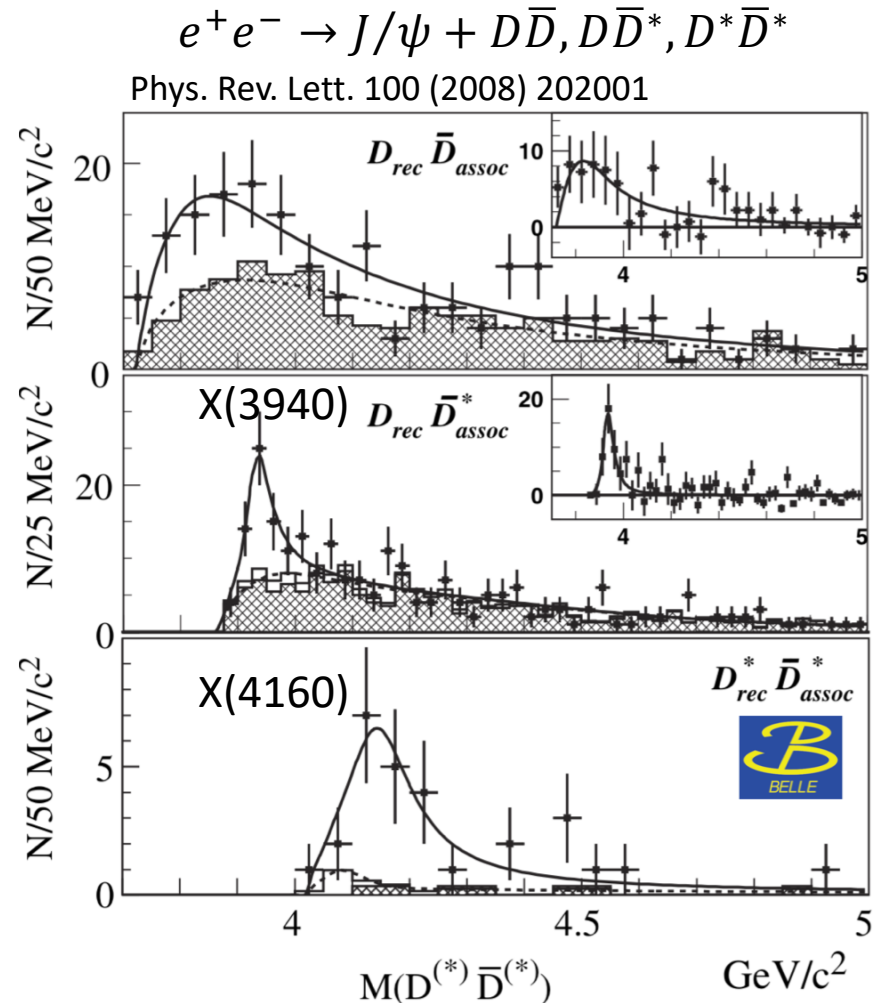 e⁺e⁻ → J/ψ + DD̄, DD̄*, D*D̄*
Phys. Rev. Lett. 100 (2008) 202001
N/50 MeV/c²
20
0
D_rec D̄_assoc
10
0
4
5
N/25 MeV/c²
20
0
X(3940)
D_rec D̄*_assoc
20
0
4
5
N/50 MeV/c²
5
0
X(4160)
D*_rec D̄*_assoc
B
BELLE
4
4.5
5
M(D⁽*⁾ D̄⁽*⁾)
GeV/c²